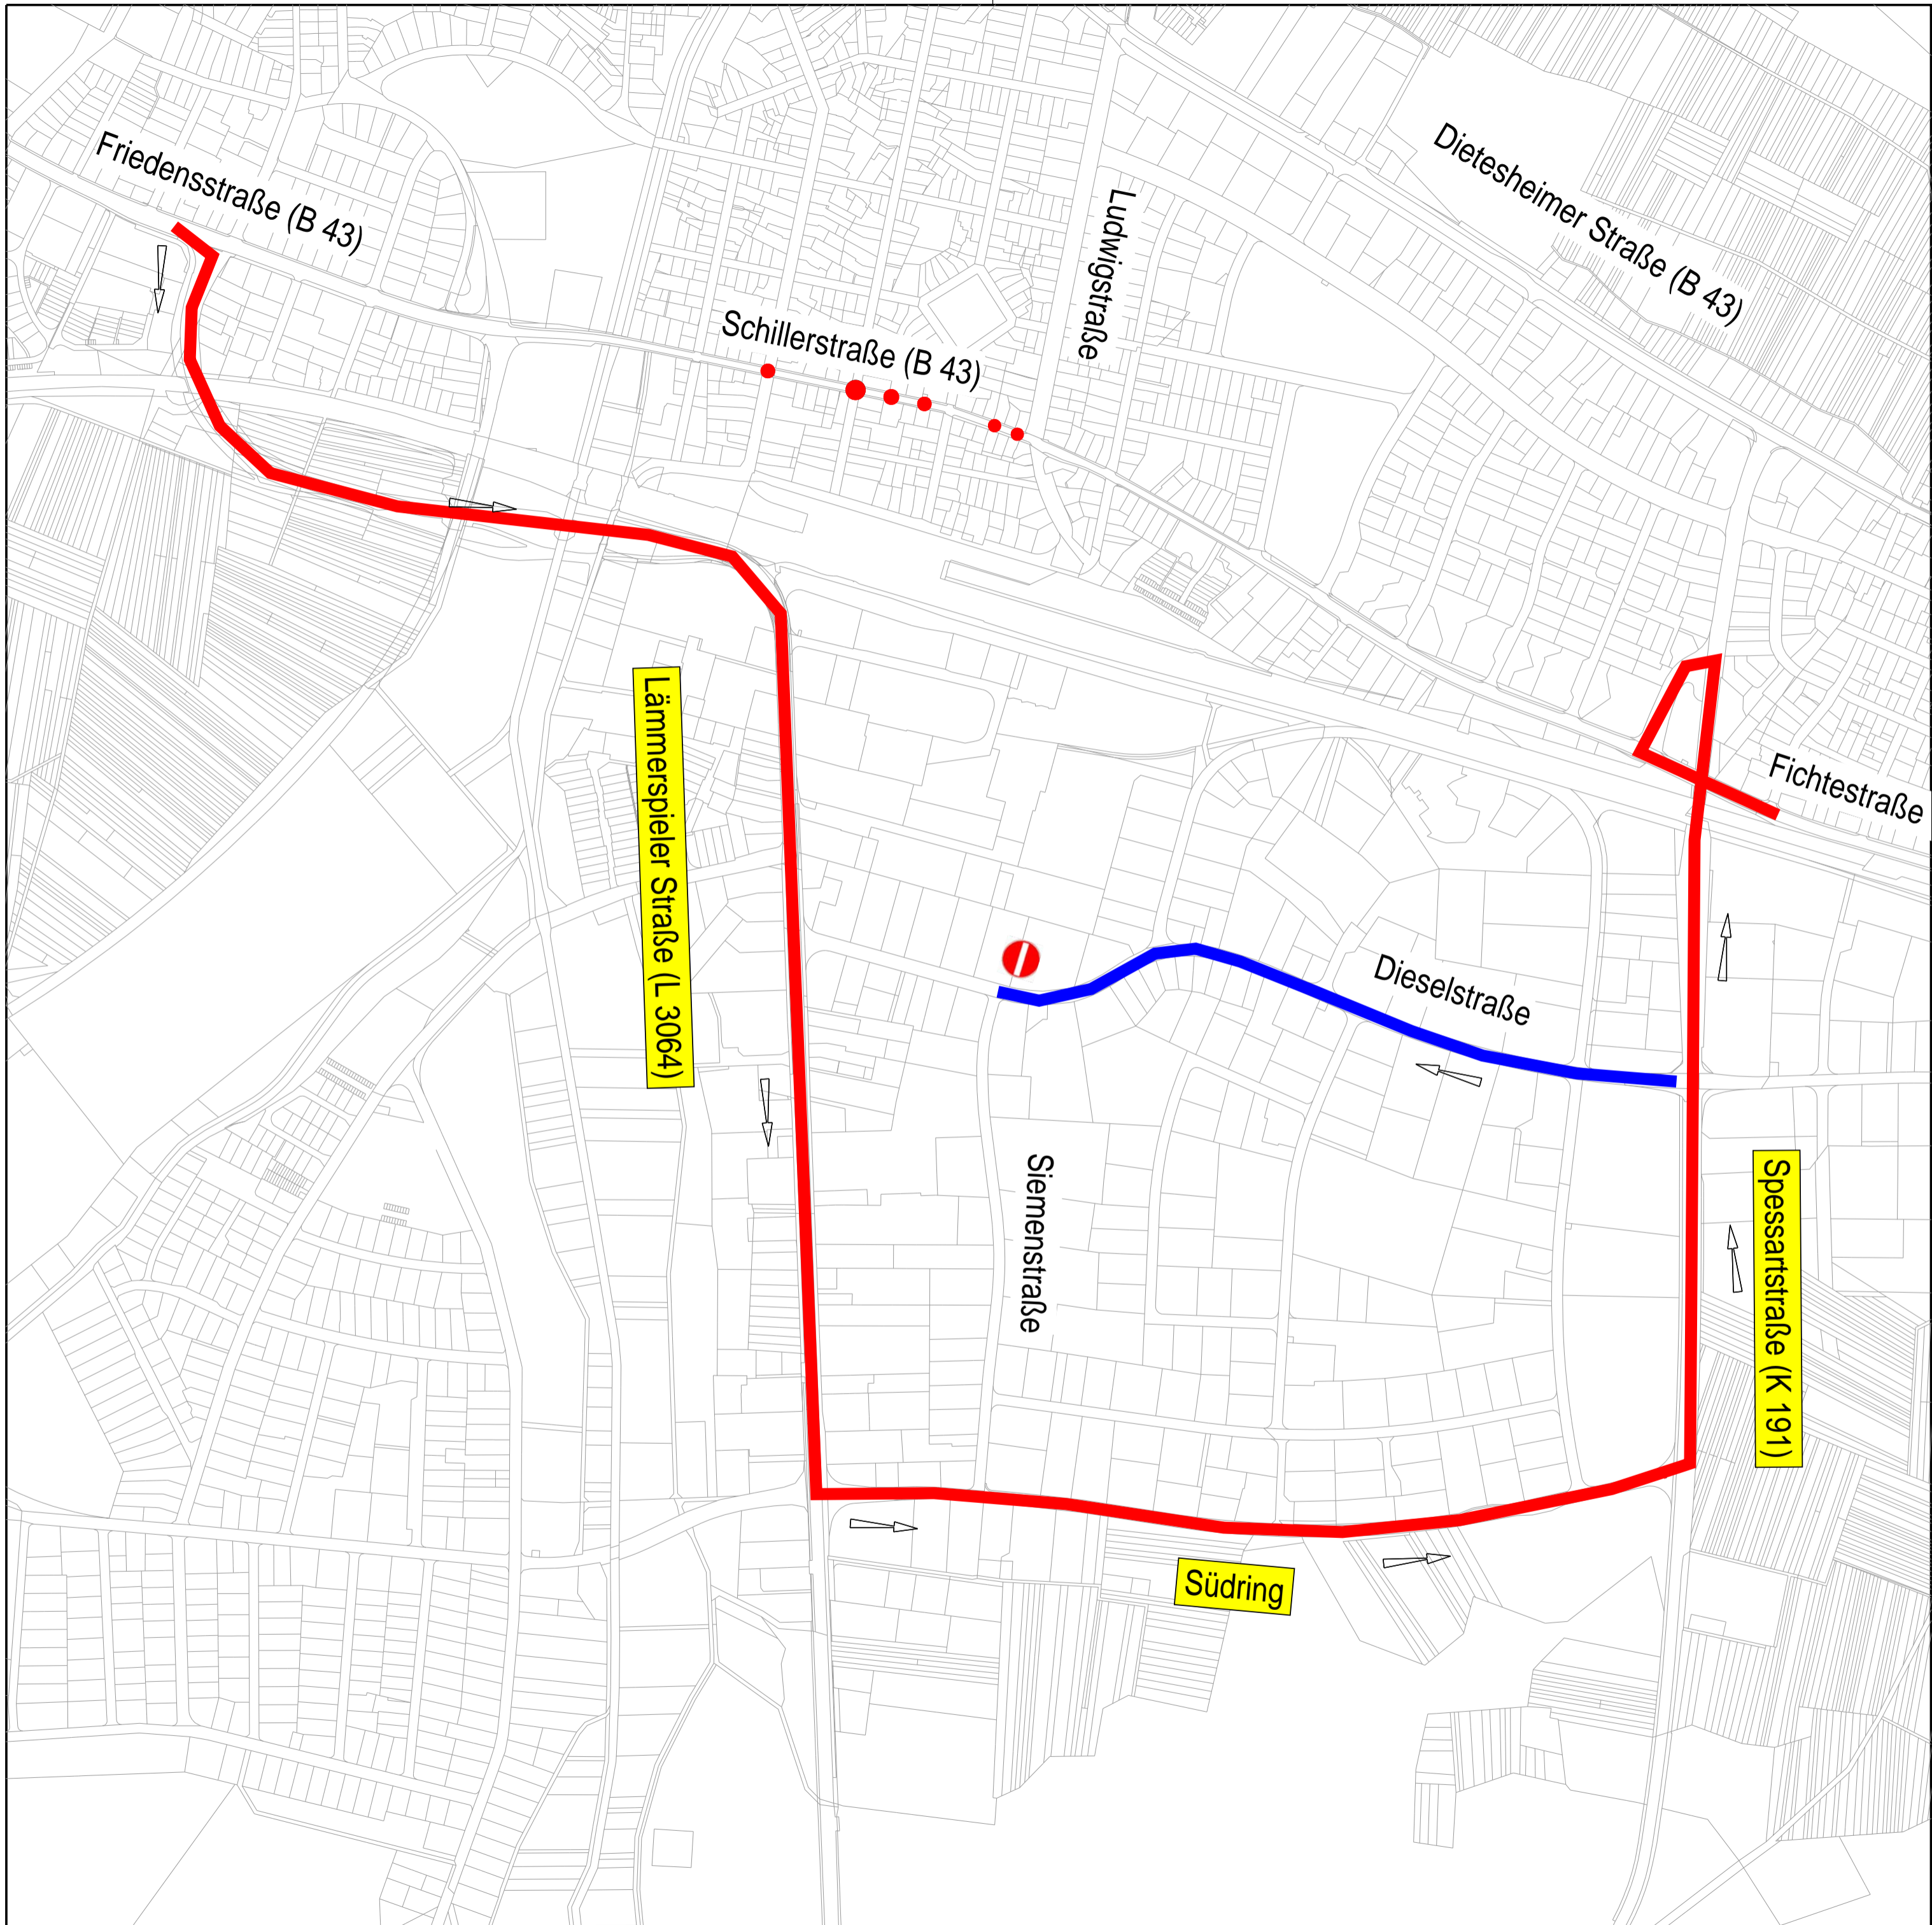 Friedensstraße (B 43)
Dietesheimer Straße (B 43)
Ludwigstraße
Schillerstraße (B 43)
Lämmerspieler Straße (L 3064)
Fichtestraße
Dieselstraße
Siemenstraße
Spessartstraße (K 191)
Südring